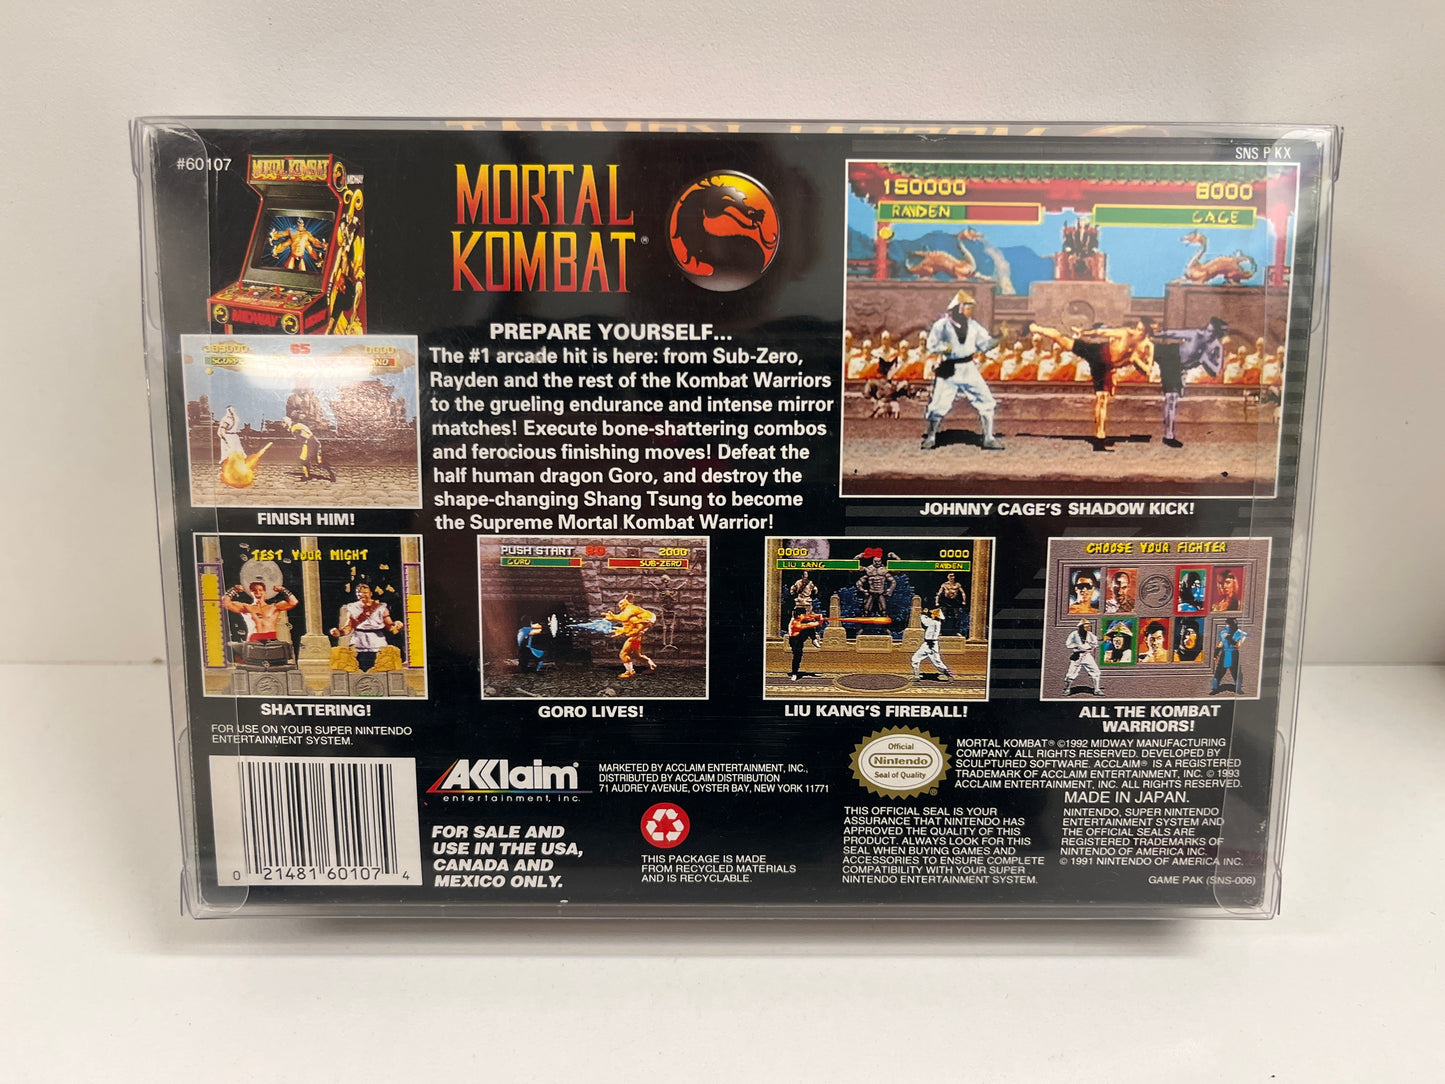 #60107
MORTAL KOMBAT
MIDWAY
MIDWAY
MORTAL
KOMBAT®
SNS P KX
150000 8000
RAYDEN CAGE
PREPARE YOURSELF...
The #1 arcade hit is here: from Sub-Zero,
Rayden and the rest of the Kombat Warriors
to the grueling endurance and intense mirror
matches! Execute bone-shattering combos
and ferocious finishing moves! Defeat the
half human dragon Goro, and destroy the
shape-changing Shang Tsung to become
the Supreme Mortal Kombat Warrior!
JOHNNY CAGE'S SHADOW KICK!
FINISH HIM!
TEST YOUR MIGHT
SHATTERING!
PUSH START 2000
GORO SUB-ZERO
GORO LIVES!
0000 0000
LIU KANG RAYDEN
LIU KANG'S FIREBALL!
CHOOSE YOUR FIGHTER
ALL THE KOMBAT
WARRIORS!
FOR USE ON YOUR SUPER NINTENDO
ENTERTAINMENT SYSTEM.
0 21481 60107 4
AKKlaim®
entertainment, inc.
MARKETED BY ACCLAIM ENTERTAINMENT, INC.,
DISTRIBUTED BY ACCLAIM DISTRIBUTION
71 AUDREY AVENUE, OYSTER BAY, NEW YORK 11771
FOR SALE AND
USE IN THE USA,
CANADA AND
MEXICO ONLY.
THIS PACKAGE IS MADE
FROM RECYCLED MATERIALS
AND IS RECYCLABLE.
Official
Nintendo
Seal of Quality
THIS OFFICIAL SEAL IS YOUR
ASSURANCE THAT NINTENDO HAS
APPROVED THE QUALITY OF THIS
PRODUCT. ALWAYS LOOK FOR THIS
SEAL WHEN BUYING GAMES AND
ACCESSORIES TO ENSURE COMPLETE
COMPATIBILITY WITH YOUR SUPER
NINTENDO ENTERTAINMENT SYSTEM.
MORTAL KOMBAT® ©1992 MIDWAY MANUFACTURING
COMPANY. ALL RIGHTS RESERVED. DEVELOPED BY
SCULPTURED SOFTWARE. ACCLAIM® IS A REGISTERED
TRADEMARK OF ACCLAIM ENTERTAINMENT, INC. © 1993
ACCLAIM ENTERTAINMENT, INC. ALL RIGHTS RESERVED.
MADE IN JAPAN.
NINTENDO, SUPER NINTENDO
ENTERTAINMENT SYSTEM AND
THE OFFICIAL SEALS ARE
REGISTERED TRADEMARKS OF
NINTENDO OF AMERICA INC.
© 1991 NINTENDO OF AMERICA INC.
GAME PAK (SNS-006)